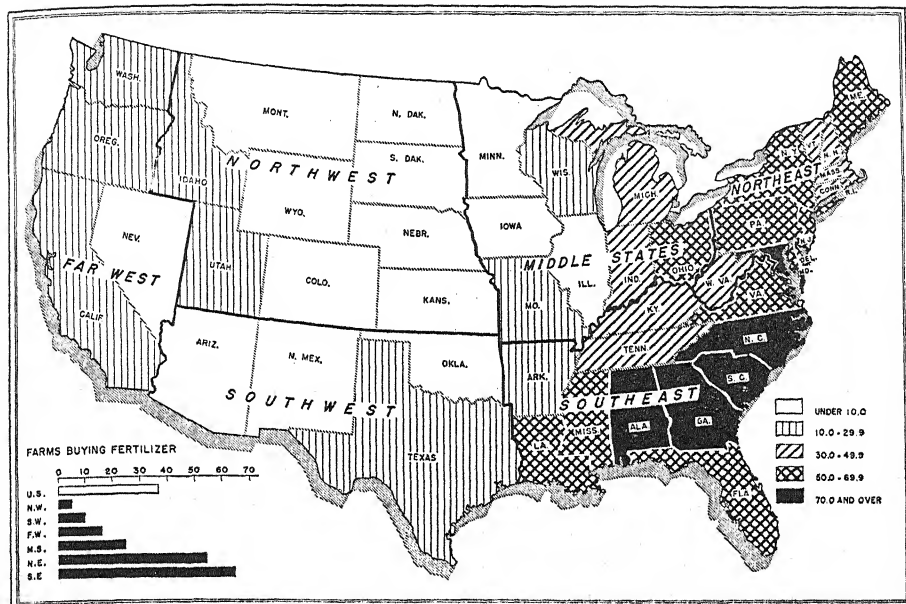 WASH.
MONT.
N. DAK.
ME.
OREG.
MINN.
N.Y.
VT.
N.H.
S. DAK.
WIS.
MICH.
MASS.
CONN.
R.I.
NORTHWEST
NORTHEAST
IDAHO
WYO.
IOWA
PA.
NEBR.
N.J.
NEV.
UTAH
COLO.
MIDDLE STATES
ILL.
IND.
OHIO
DEL.
MD.
FAR WEST
KANS.
MO.
W. VA.
VA.
CALIF
KY.
ARIZ.
N. MEX.
OKLA.
TENN.
N. C.
ARK.
S. C.
SOUTHWEST
SOUTHEAST
MISS.
ALA
GA.
TEXAS
LA.
FLA
UNDER 10.0
10.0-29.9
30.0-49.9
50.0-69.9
70.0 AND OVER
FARMS BUYING FERTILIZER
0 10 20 30 40 50 60 70
U.S.
N.W.
S.W.
F.W.
M.S.
N.E.
S.E